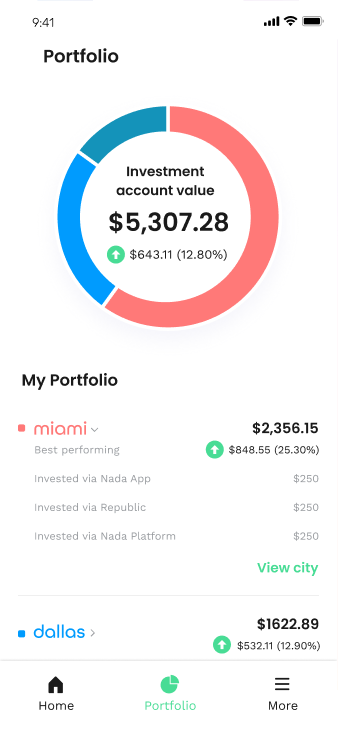 9:41
Portfolio
Investment
account value
$5,307.28
$643.11 (12.80%)
My Portfolio
miami $2,356.15
Best performing $848.55 (25.30%)
Invested via Nada App $250
Invested via Republic $250
Invested via Nada Platform $250
View city
dallas $1622.89
$532.11 (12.90%)
Home Portfolio More